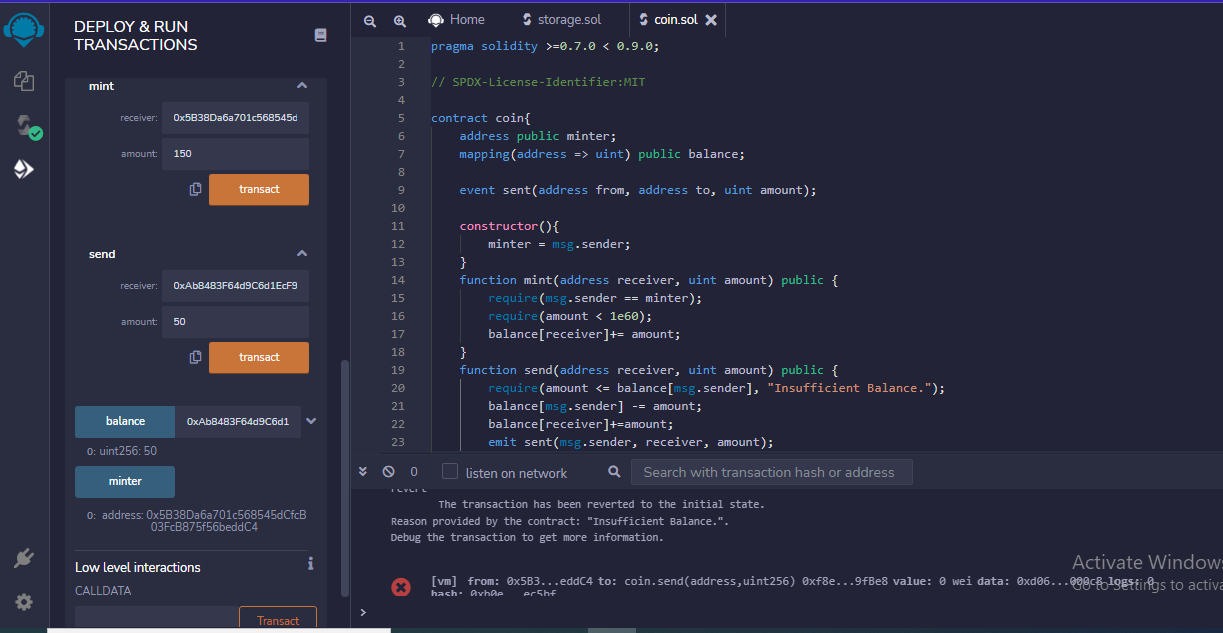 DEPLOY & RUN
TRANSACTIONS
mint
receiver: 0x5B38Da6a701c568545d
amount: 150
transact
send
receiver: 0xAb8483F64d9C6d1EcF9
amount: 50
transact
balance 0xAb8483F64d9C6d1
0: uint256: 50
minter
0: address: 0x5B38Da6a701c568545dCfcB
03FcB875f56beddC4
Low level interactions
CALLDATA
Transact
Home storage.sol coin.sol
1 pragma solidity >=0.7.0 < 0.9.0;
2
3 // SPDX-License-Identifier:MIT
4
5 contract coin{
6 address public minter;
7 mapping(address => uint) public balance;
8
9 event sent(address from, address to, uint amount);
10
11 constructor(){
12 minter = msg.sender;
13 }
14 function mint(address receiver, uint amount) public {
15 require(msg.sender == minter);
16 require(amount < 1e60);
17 balance[receiver]+= amount;
18 }
19 function send(address receiver, uint amount) public {
20 require(amount <= balance[msg.sender], "Insufficient Balance.");
21 balance[msg.sender] -= amount;
22 balance[receiver]+=amount;
23 emit sent(msg.sender, receiver, amount);
0 listen on network Search with transaction hash or address
revert
The transaction has been reverted to the initial state.
Reason provided by the contract: "Insufficient Balance.".
Debug the transaction to get more information.
[vm] from: 0x5B3...eddC4 to: coin.send(address,uint256) 0xf8e...9fBe8 value: 0 wei data: 0xd06...000c8 logs: 0
hash: 0xb0e...ec5bf
>
Activate Windows
Go to Settings to activa